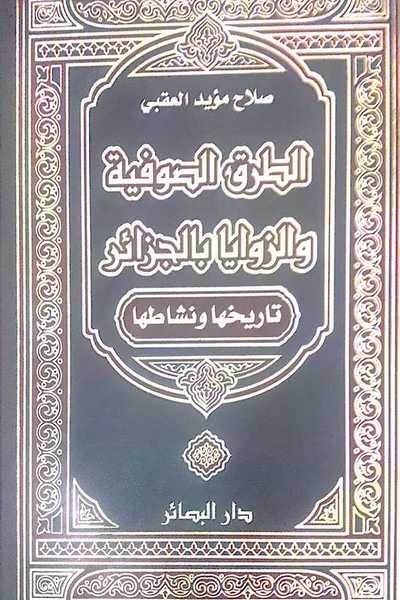 صلاح مؤيد العقبي
الطرق الصوفية
والزوايا بالجزائر
تاريخها ونشاطها
دار البصائر